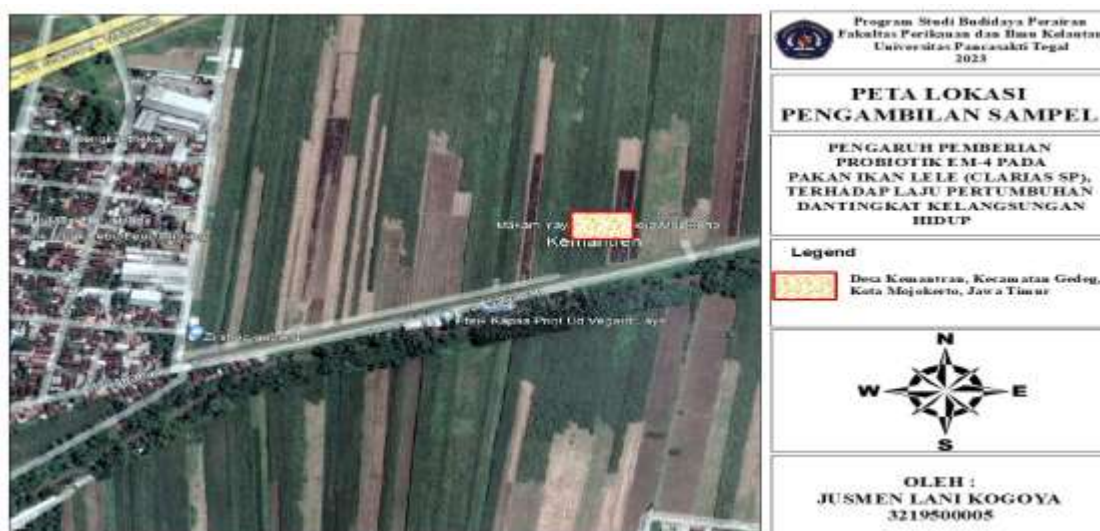 Program Studi Budidaya Perairan
Fakultas Perikanan dan Ilmu Kelautan
Universitas Pancasakti Tegal
2023
PETA LOKASI
PENGAMBILAN SAMPEL
PENGARUH PEMBERIAN
PROBIOTIK EM-4 PADA
PAKAN IKAN LELE (CLARIAS SP),
TERHADAP LAJU PERTUMBUHAN
DANTINGKAT KELANGSUNGAN
HIDUP
Legend
Desa Kemantran, Kecamatan Gedeg,
Kota Mojokerto, Jawa Timur
N
W E
S
OLEH :
JUSMEN LANI KOGOYA
3219500005
Makam
Kemantren